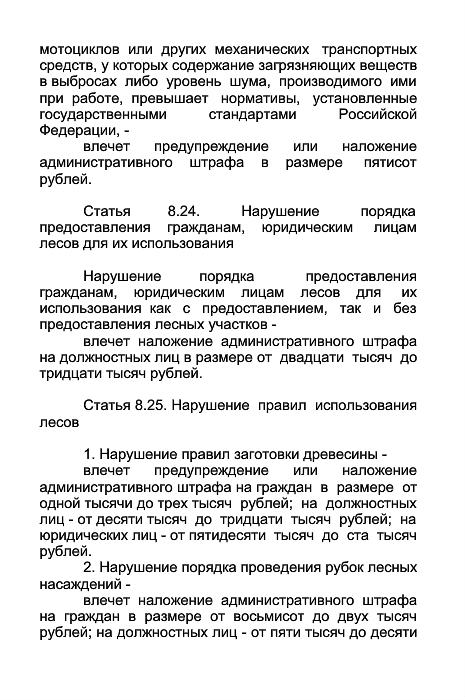 мотоциклов или других механических транспортных
средств, у которых содержание загрязняющих веществ
в выбросах либо уровень шума, производимого ими
при работе, превышает нормативы, установленные
государственными стандартами Российской
Федерации, -
влечет предупреждение или наложение
административного штрафа в размере пятисот
рублей.
Статья 8.24. Нарушение порядка
предоставления гражданам, юридическим лицам
лесов для их использования
Нарушение порядка предоставления
гражданам, юридическим лицам лесов для их
использования как с предоставлением, так и без
предоставления лесных участков -
влечет наложение административного штрафа
на должностных лиц в размере от двадцати тысяч до
тридцати тысяч рублей.
Статья 8.25. Нарушение правил использования
лесов
1. Нарушение правил заготовки древесины -
влечет предупреждение или наложение
административного штрафа на граждан в размере от
одной тысячи до трех тысяч рублей; на должностных
лиц - от десяти тысяч до тридцати тысяч рублей; на
юридических лиц - от пятидесяти тысяч до ста тысяч
рублей.
2. Нарушение порядка проведения рубок лесных
насаждений -
влечет наложение административного штрафа
на граждан в размере от восьмисот до двух тысяч
рублей; на должностных лиц - от пяти тысяч до десяти